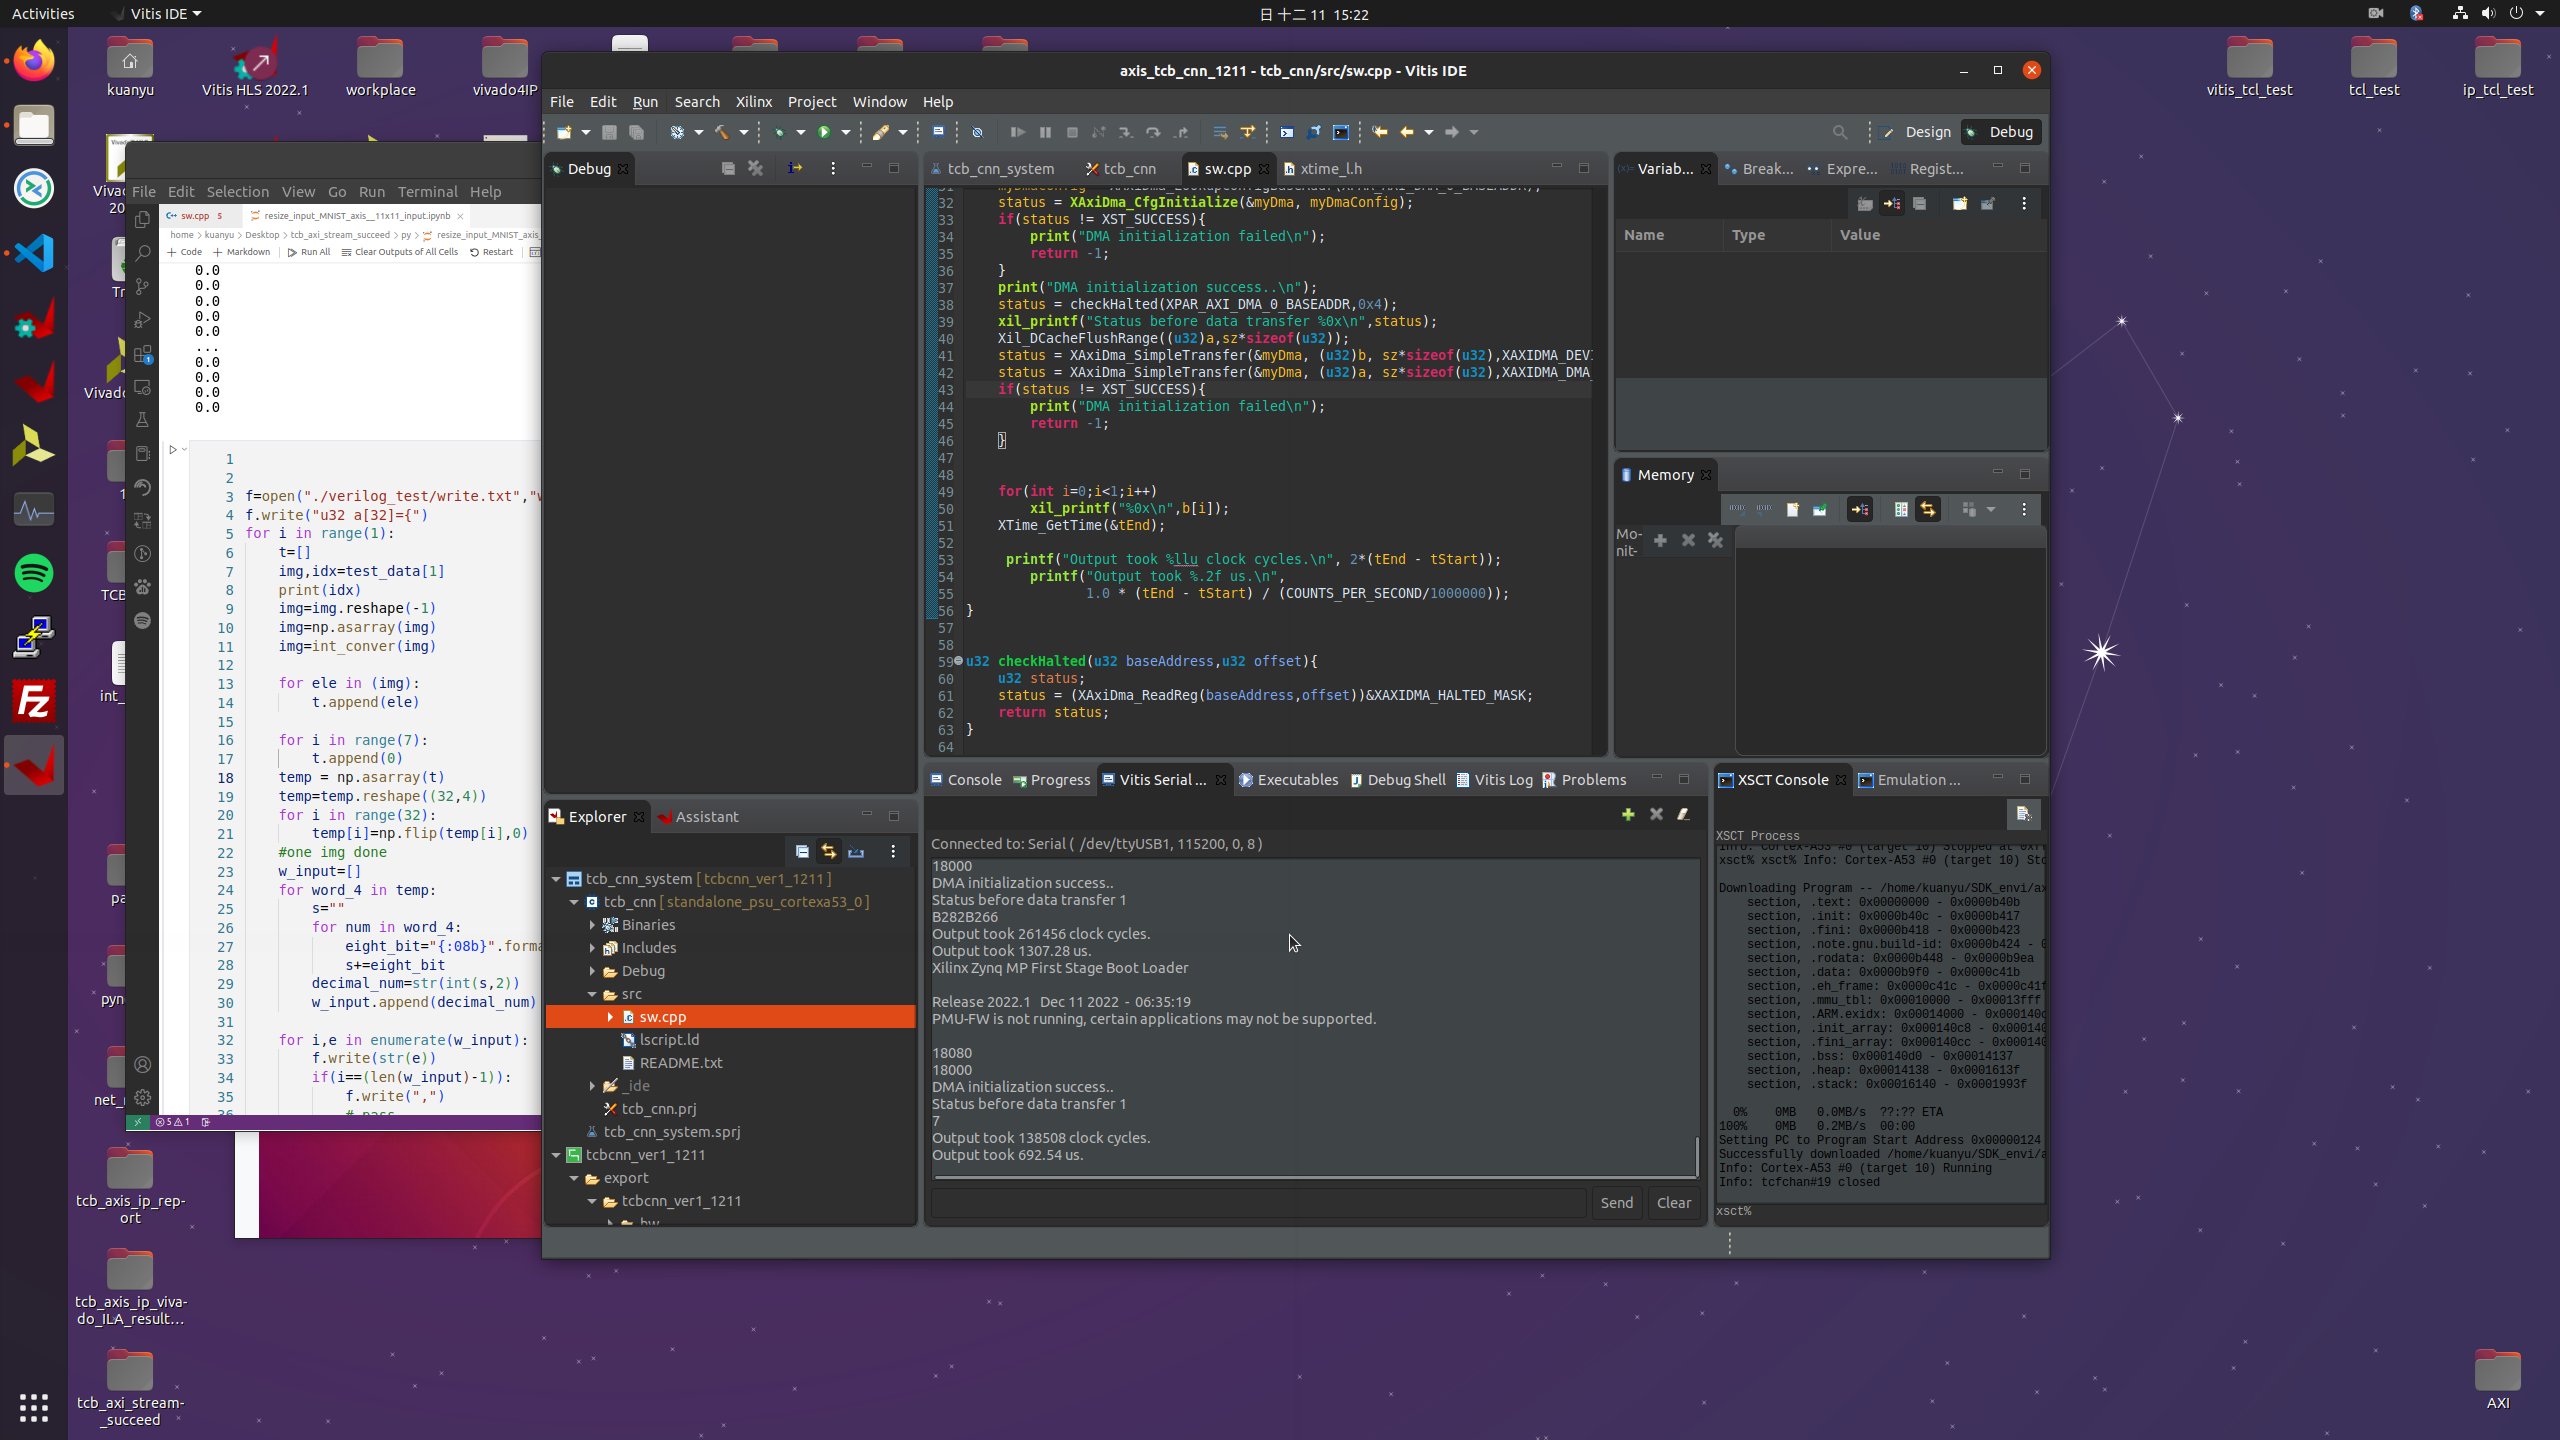 Activities
Vitis IDE
日 十二 11 15:22
kuanyu
Vitis HLS 2022.1
workplace
vivado4IP
vitis_tcl_test
tcl_test
ip_tcl_test
axis_tcb_cnn_1211 - tcb_cnn/src/sw.cpp - Vitis IDE
File Edit Run Search Xilinx Project Window Help
Design
Debug
Debug
tcb_cnn_system
tcb_cnn
sw.cpp
xtime_l.h
32 status = XAxiDma_CfgInitialize(&myDma, myDmaConfig);
33 if(status != XST_SUCCESS){
34 print("DMA initialization failed\n");
35 return -1;
36 }
37 print("DMA initialization success..\n");
38 status = checkHalted(XPAR_AXI_DMA_0_BASEADDR,0x4);
39 xil_printf("Status before data transfer %0x\n",status);
40 Xil_DCacheFlushRange((u32)a,sz*sizeof(u32));
41 status = XAxiDma_SimpleTransfer(&myDma, (u32)b, sz*sizeof(u32),XAXIDMA_DEVI
42 status = XAxiDma_SimpleTransfer(&myDma, (u32)a, sz*sizeof(u32),XAXIDMA_DMA_
43 if(status != XST_SUCCESS){
44 print("DMA initialization failed\n");
45 return -1;
46 }
47
48
49 for(int i=0;i<1;i++)
50 xil_printf("%0x\n",b[i]);
51 XTime_GetTime(&tEnd);
52
53 printf("Output took %llu clock cycles.\n", 2*(tEnd - tStart));
54 printf("Output took %.2f us.\n",
55 1.0 * (tEnd - tStart) / (COUNTS_PER_SECOND/1000000));
56 }
57
58
59 u32 checkHalted(u32 baseAddress,u32 offset){
60 u32 status;
61 status = (XAxiDma_ReadReg(baseAddress,offset))&XAXIDMA_HALTED_MASK;
62 return status;
63 }
64
Variab...
Break...
Expre...
Regist...
Name Type Value
Memory
Mo-
nit-
File Edit Selection View Go Run Terminal Help
sw.cpp 5
resize_input_MNIST_axis__11x11_input.ipynb
home > kuanyu > Desktop > tcb_axi_stream_succeed > py > resize_input_MNIST_axis_
+ Code + Markdown Run All Clear Outputs of All Cells Restart
0.0
0.0
0.0
0.0
0.0
...
0.0
0.0
0.0
0.0
1
2
3 f=open("./verilog_test/write.txt","w
4 f.write("u32 a[32]={")
5 for i in range(1):
6 t=[]
7 img,idx=test_data[1]
8 print(idx)
9 img=img.reshape(-1)
10 img=np.asarray(img)
11 img=int_conver(img)
12
13 for ele in (img):
14 t.append(ele)
15
16 for i in range(7):
17 t.append(0)
18 temp = np.asarray(t)
19 temp=temp.reshape((32,4))
20 for i in range(32):
21 temp[i]=np.flip(temp[i],0)
22 #one img done
23 w_input=[]
24 for word_4 in temp:
25 s=""
26 for num in word_4:
27 eight_bit="{:08b}".forma
28 s+=eight_bit
29 decimal_num=str(int(s,2))
30 w_input.append(decimal_num)
31
32 for i,e in enumerate(w_input):
33 f.write(str(e))
34 if(i==(len(w_input)-1)):
35 f.write(",")
36 # pass
5 1
Explorer
Assistant
tcb_cnn_system [ tcbcnn_ver1_1211 ]
tcb_cnn [ standalone_psu_cortexa53_0 ]
Binaries
Includes
Debug
src
sw.cpp
lscript.ld
README.txt
_ide
tcb_cnn.prj
tcb_cnn_system.sprj
tcbcnn_ver1_1211
export
tcbcnn_ver1_1211
hw
Console
Progress
Vitis Serial ...
Executables
Debug Shell
Vitis Log
Problems
Connected to: Serial ( /dev/ttyUSB1, 115200, 0, 8 )
18000
DMA initialization success..
Status before data transfer 1
B282B266
Output took 261456 clock cycles.
Output took 1307.28 us.
Xilinx Zynq MP First Stage Boot Loader
Release 2022.1 Dec 11 2022 - 06:35:19
PMU-FW is not running, certain applications may not be supported.
18080
18000
DMA initialization success..
Status before data transfer 1
7
Output took 138508 clock cycles.
Output took 692.54 us.
Send
Clear
XSCT Console
Emulation ...
XSCT Process
xsct% xsct% Info: Cortex-A53 #0 (target 10) Sto
Downloading Program -- /home/kuanyu/SDK_envi/ax
section, .text: 0x00000000 - 0x0000b40b
section, .init: 0x0000b40c - 0x0000b417
section, .fini: 0x0000b418 - 0x0000b423
section, .note.gnu.build-id: 0x0000b424 - 0
section, .rodata: 0x0000b448 - 0x0000b9ea
section, .data: 0x0000b9f0 - 0x0000c41b
section, .eh_frame: 0x0000c41c - 0x0000c41f
section, .mmu_tbl: 0x00010000 - 0x00013fff
section, .ARM.exidx: 0x00014000 - 0x000140c
section, .init_array: 0x000140c8 - 0x000140
section, .fini_array: 0x000140cc - 0x000140
section, .bss: 0x000140d0 - 0x00014137
section, .heap: 0x00014138 - 0x0001613f
section, .stack: 0x00016140 - 0x0001993f
0% 0MB 0.0MB/s ??:?? ETA
100% 0MB 0.2MB/s 00:00
Setting PC to Program Start Address 0x00000124
Successfully downloaded /home/kuanyu/SDK_envi/a
Info: Cortex-A53 #0 (target 10) Running
Info: tcfchan#19 closed
xsct%
tcb_axis_ip_rep-
ort
tcb_axis_ip_viva-
do_ILA_result...
tcb_axi_stream-
_succeed
AXI